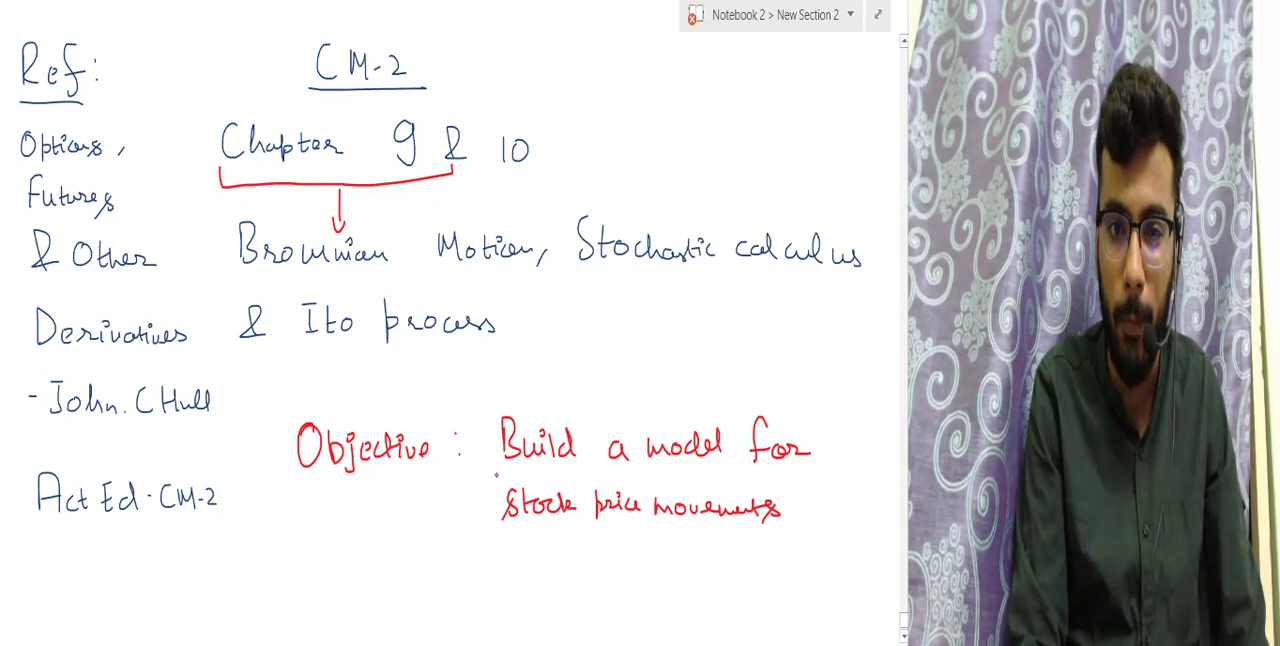 Notebook 2 > New Section 2
Ref:
Options,
Futures
& Other
Derivatives
- John. C Hull
Act Ed. CM-2
CM-2
Chapter 9 & 10
Brownian Motion, Stochastic calculus
& Ito process
Objective : Build a model for
Stock price movements